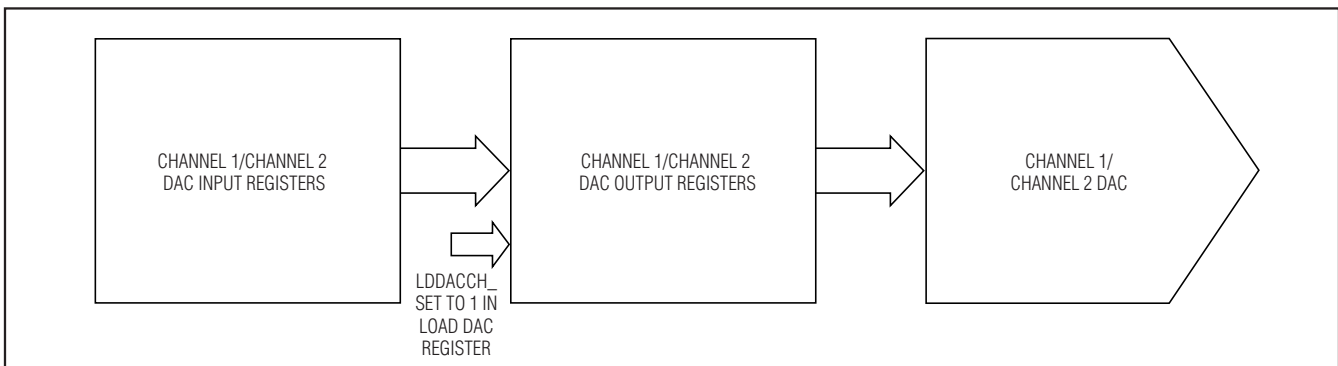 CHANNEL 1/CHANNEL 2
DAC INPUT REGISTERS
CHANNEL 1/CHANNEL 2
DAC OUTPUT REGISTERS
CHANNEL 1/
CHANNEL 2 DAC
LDDACCH_
SET TO 1 IN
LOAD DAC
REGISTER